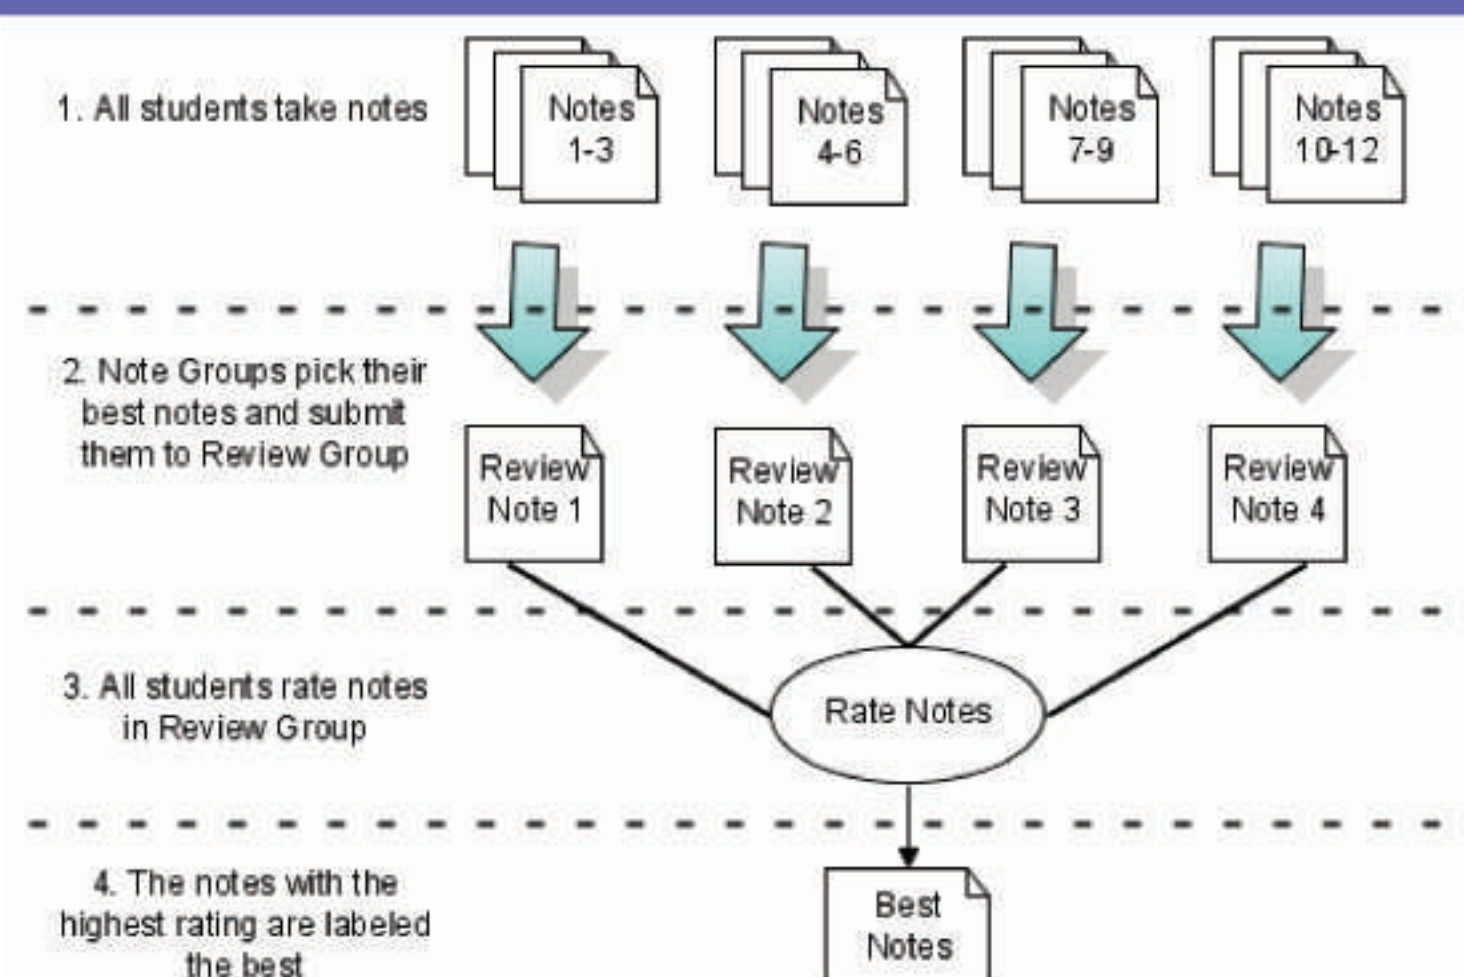 1. All students take notes
Notes
1-3
Notes
4-6
Notes
7-9
Notes
10-12
2. Note Groups pick their
best notes and submit
them to Review Group
Review
Note 1
Review
Note 2
Review
Note 3
Review
Note 4
3. All students rate notes
in Review Group
Rate Notes
4. The notes with the
highest rating are labeled
the best
Best
Notes